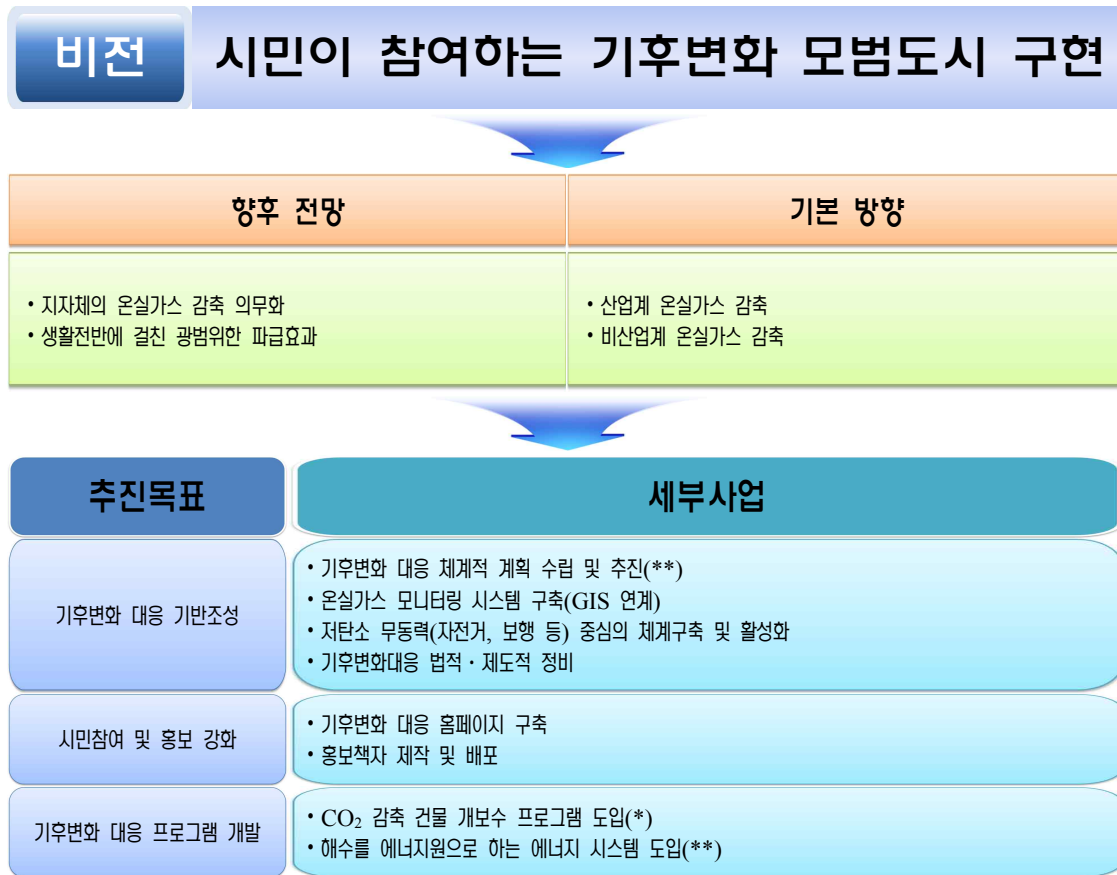 비전
시민이 참여하는 기후변화 모범도시 구현
향후 전망
기본 방향
• 지자체의 온실가스 감축 의무화
• 생활전반에 걸친 광범위한 파급효과
• 산업계 온실가스 감축
• 비산업계 온실가스 감축
추진목표
세부사업
기후변화 대응 기반조성
• 기후변화 대응 체계적 계획 수립 및 추진(**)
• 온실가스 모니터링 시스템 구축(GIS 연계)
• 저탄소 무동력(자전거, 보행 등) 중심의 체계구축 및 활성화
• 기후변화대응 법적·제도적 정비
시민참여 및 홍보 강화
• 기후변화 대응 홈페이지 구축
• 홍보책자 제작 및 배포
기후변화 대응 프로그램 개발
• CO₂ 감축 건물 개보수 프로그램 도입(*)
• 해수를 에너지원으로 하는 에너지 시스템 도입(**)